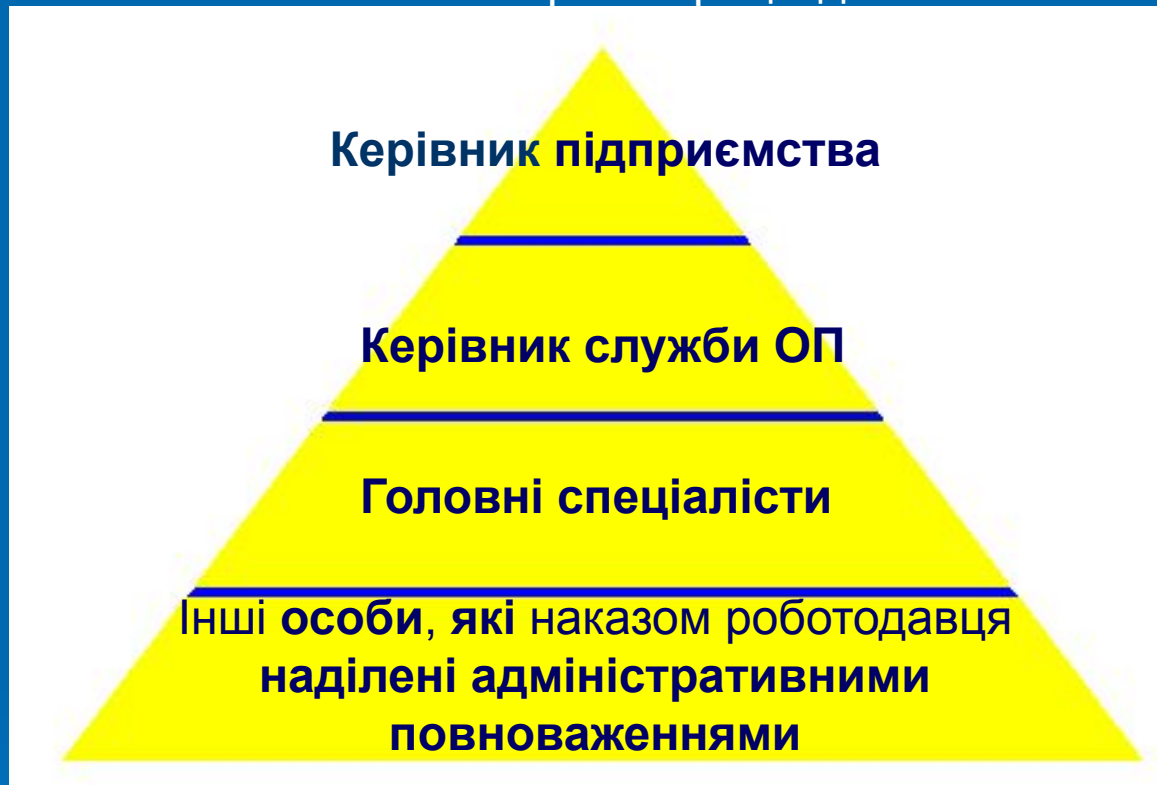 Керівник підприємства
Керівник служби ОП
Головні спеціалісти
Інші особи, які наказом роботодавця
наділені адміністративними
повноваженнями